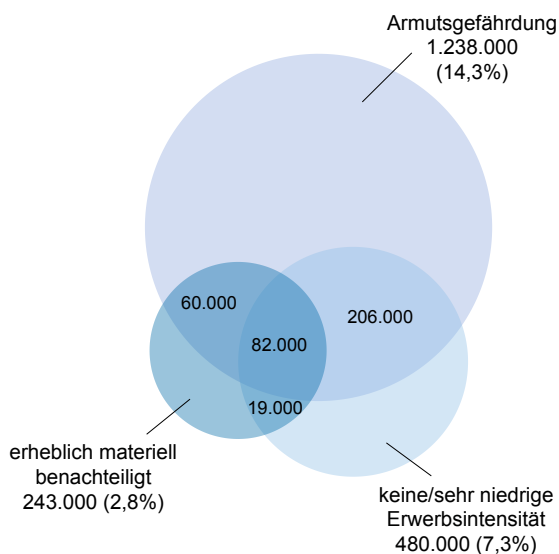 Armutsgefährdung
1.238.000
(14,3%)
60.000
206.000
82.000
19.000
erheblich materiell
benachteiligt
243.000 (2,8%)
keine/sehr niedrige
Erwerbsintensität
480.000 (7,3%)